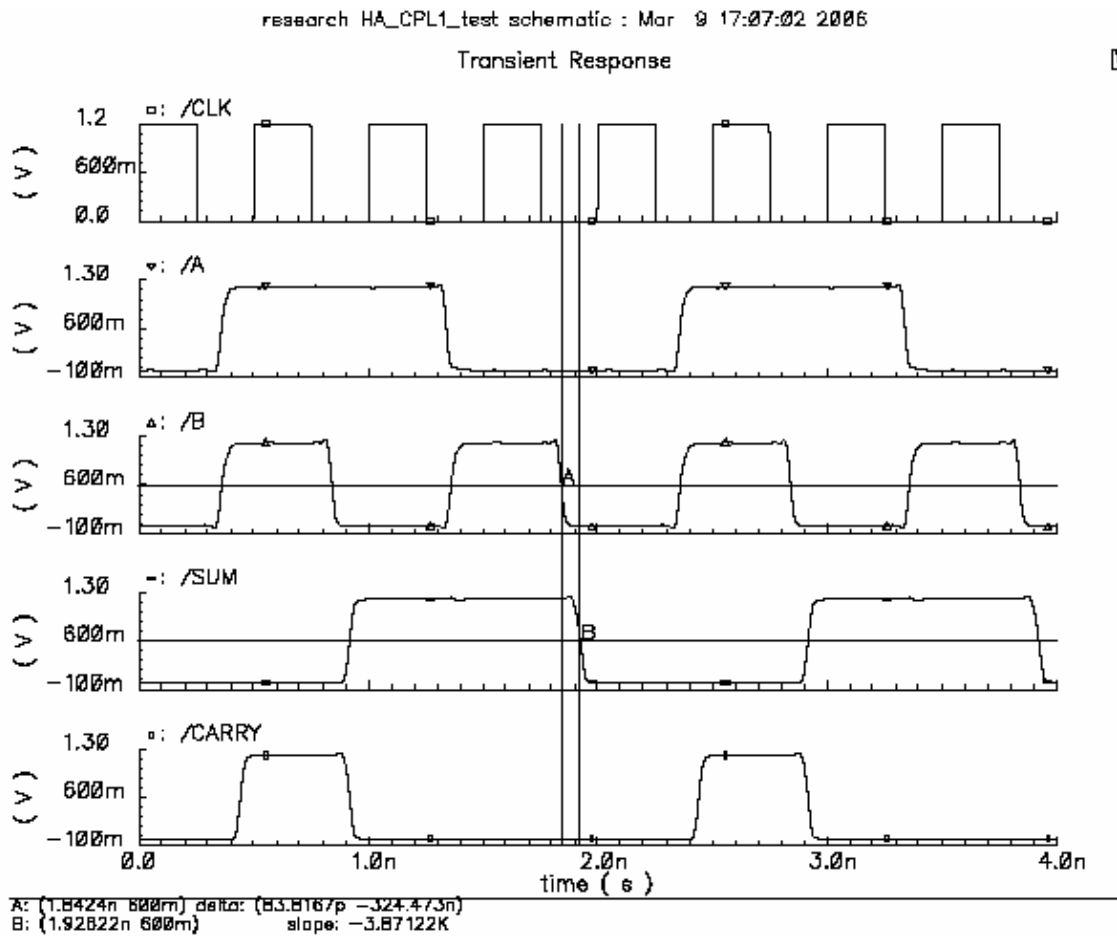 research HA_CPL1_test schematic : Mar 9 17:07:02 2006
Transient Response
▫: /CLK
1.2
600m
0.0
(V)
▿: /A
1.30
600m
-100m
(V)
▵: /B
1.30
600m
-100m
(V)
A
-: /SUM
1.30
600m
-100m
(V)
B
▫: /CARRY
1.30
600m
-100m
(V)
0.0 1.0n 2.0n 3.0n 4.0n
time ( s )
A: (1.8424n 600m) delta: (83.8167p -324.473n)
B: (1.92622n 600m) slope: -3.87122K